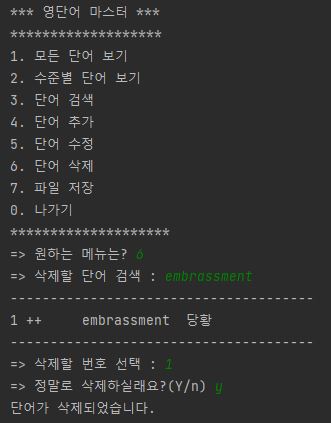 *** 영단어 마스터 ***
*******************
1. 모든 단어 보기
2. 수준별 단어 보기
3. 단어 검색
4. 단어 추가
5. 단어 수정
6. 단어 삭제
7. 파일 저장
0. 나가기
********************
=> 원하는 메뉴는? 6
=> 삭제할 단어 검색 : embrassment
--------------------------------------
1 ++     embrassment  당황
--------------------------------------
=> 삭제할 번호 선택 : 1
=> 정말로 삭제하실래요?(Y/n) y
단어가 삭제되었습니다.